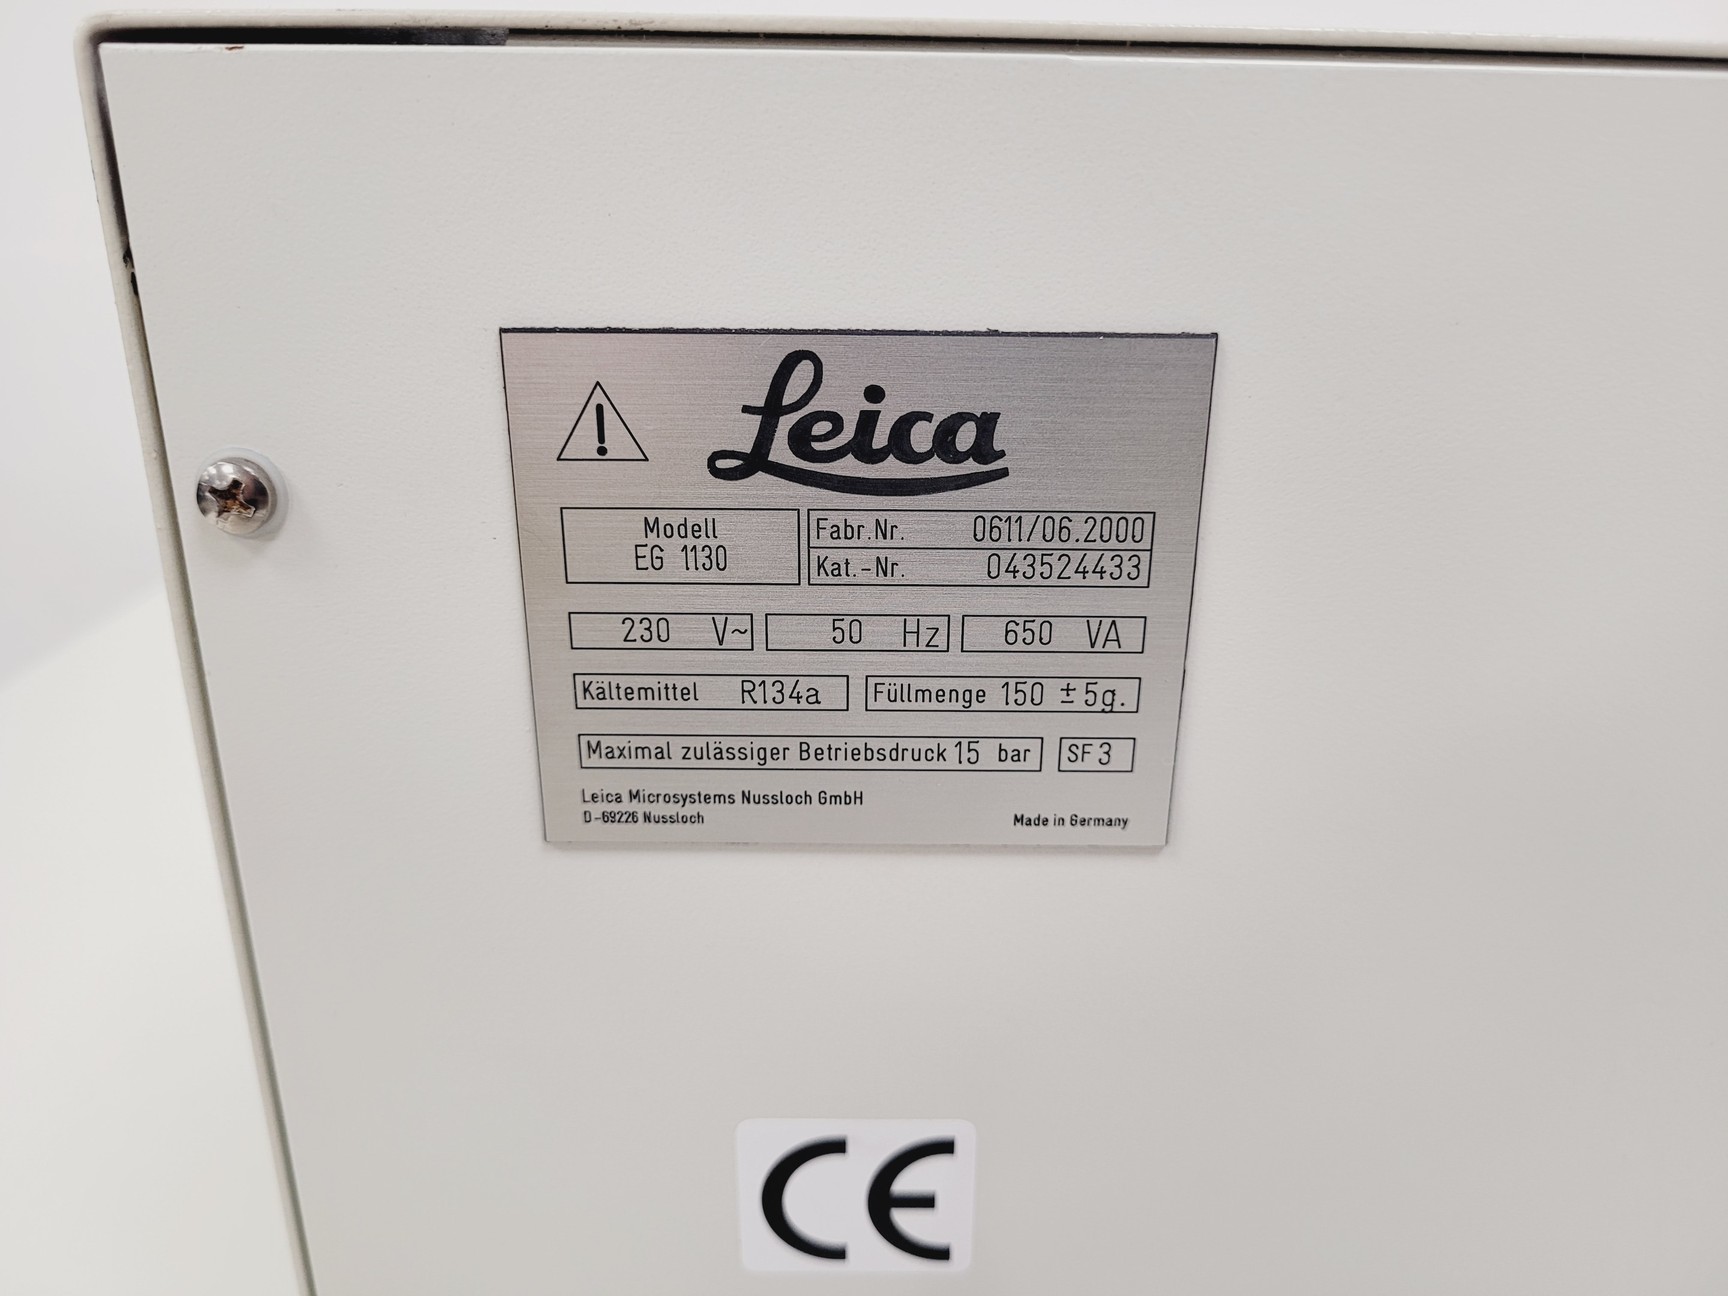 Leica
Modell
EG 1130
Fabr.Nr. 0611/06.2000
Kat.-Nr. 043524433
230 V~ 50 Hz 650 VA
Kältemittel R134a Füllmenge 150 ±5g.
Maximal zulässiger Betriebsdruck 15 bar SF 3
Leica Microsystems Nussloch GmbH
D-69226 Nussloch
Made in Germany
CE